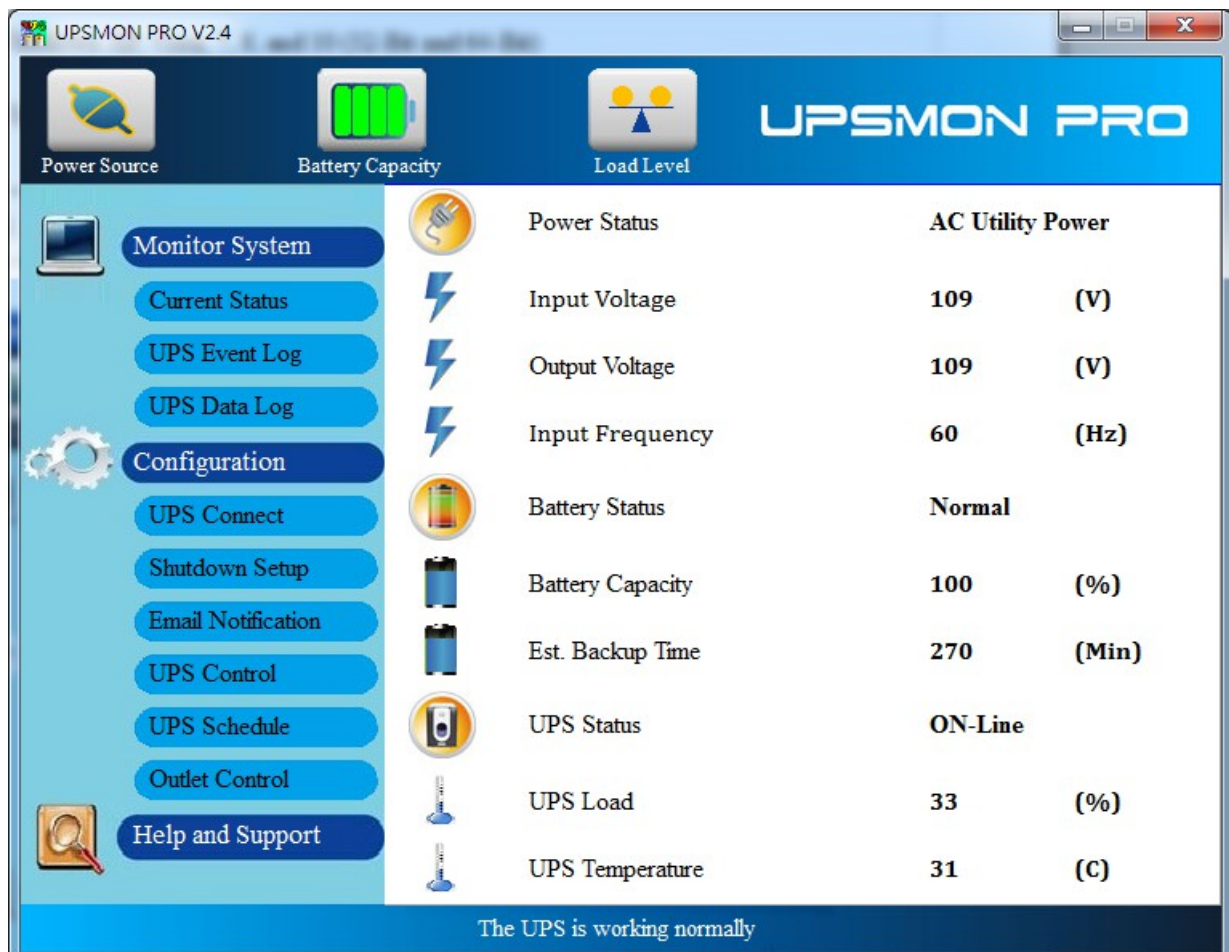 UPSMON PRO V2.4
Power Source
Battery Capacity
Load Level
UPSMON PRO
Monitor System
Current Status
UPS Event Log
UPS Data Log
Configuration
UPS Connect
Shutdown Setup
Email Notification
UPS Control
UPS Schedule
Outlet Control
Help and Support
Power Status AC Utility Power
Input Voltage 109 (V)
Output Voltage 109 (V)
Input Frequency 60 (Hz)
Battery Status Normal
Battery Capacity 100 (%)
Est. Backup Time 270 (Min)
UPS Status ON-Line
UPS Load 33 (%)
UPS Temperature 31 (C)
The UPS is working normally